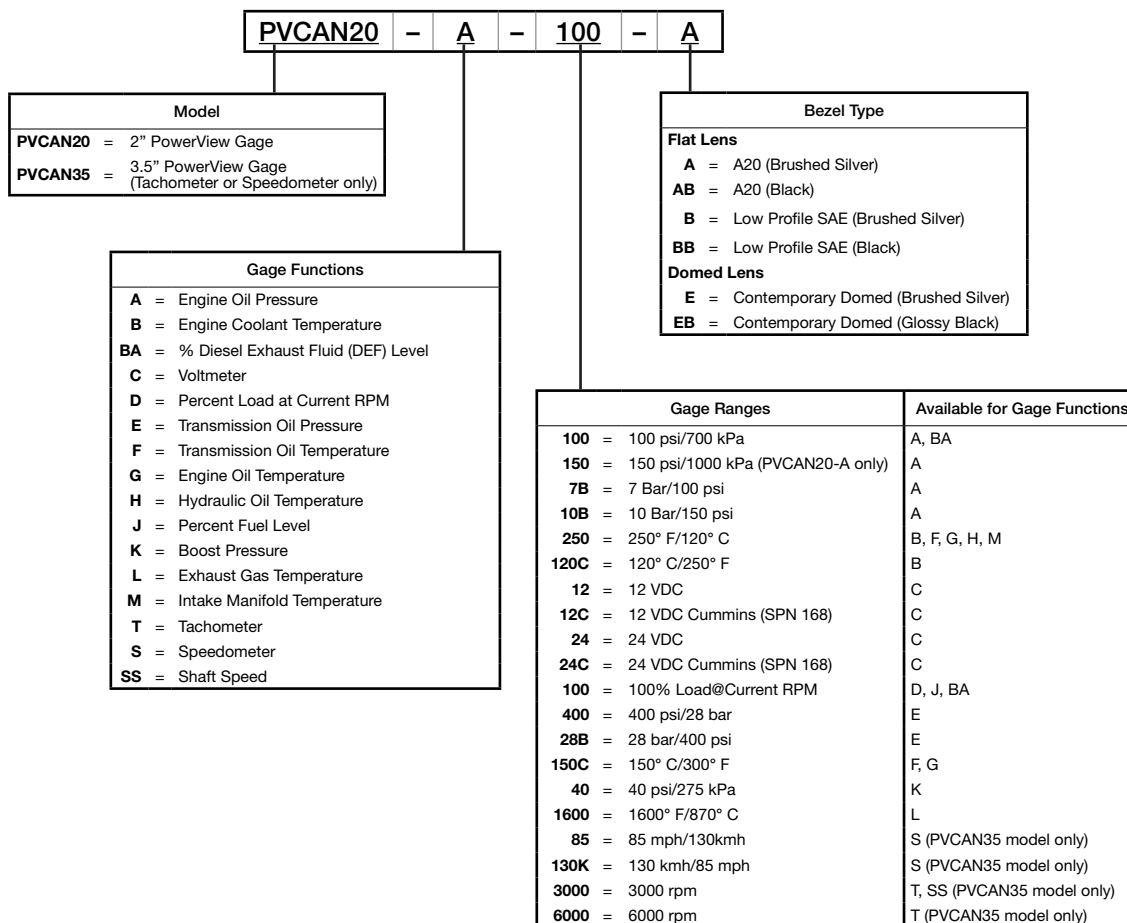 PVCAN20 – A – 100 – A
Model
PVCAN20 = 2” PowerView Gage
PVCAN35 = 3.5” PowerView Gage
(Tachometer or Speedometer only)
Bezel Type
Flat Lens
A = A20 (Brushed Silver)
AB = A20 (Black)
B = Low Profile SAE (Brushed Silver)
BB = Low Profile SAE (Black)
Domed Lens
E = Contemporary Domed (Brushed Silver)
EB = Contemporary Domed (Glossy Black)
Gage Functions
A = Engine Oil Pressure
B = Engine Coolant Temperature
BA = % Diesel Exhaust Fluid (DEF) Level
C = Voltmeter
D = Percent Load at Current RPM
E = Transmission Oil Pressure
F = Transmission Oil Temperature
G = Engine Oil Temperature
H = Hydraulic Oil Temperature
J = Percent Fuel Level
K = Boost Pressure
L = Exhaust Gas Temperature
M = Intake Manifold Temperature
T = Tachometer
S = Speedometer
SS = Shaft Speed
Gage Ranges Available for Gage Functions
100 = 100 psi/700 kPa A, BA
150 = 150 psi/1000 kPa (PVCAN20-A only) A
7B = 7 Bar/100 psi A
10B = 10 Bar/150 psi A
250 = 250° F/120° C B, F, G, H, M
120C = 120° C/250° F B
12 = 12 VDC C
12C = 12 VDC Cummins (SPN 168) C
24 = 24 VDC C
24C = 24 VDC Cummins (SPN 168) C
100 = 100% Load@Current RPM D, J, BA
400 = 400 psi/28 bar E
28B = 28 bar/400 psi E
150C = 150° C/300° F F, G
40 = 40 psi/275 kPa K
1600 = 1600° F/870° C L
85 = 85 mph/130kmh S (PVCAN35 model only)
130K = 130 kmh/85 mph S (PVCAN35 model only)
3000 = 3000 rpm T, SS (PVCAN35 model only)
6000 = 6000 rpm T (PVCAN35 model only)